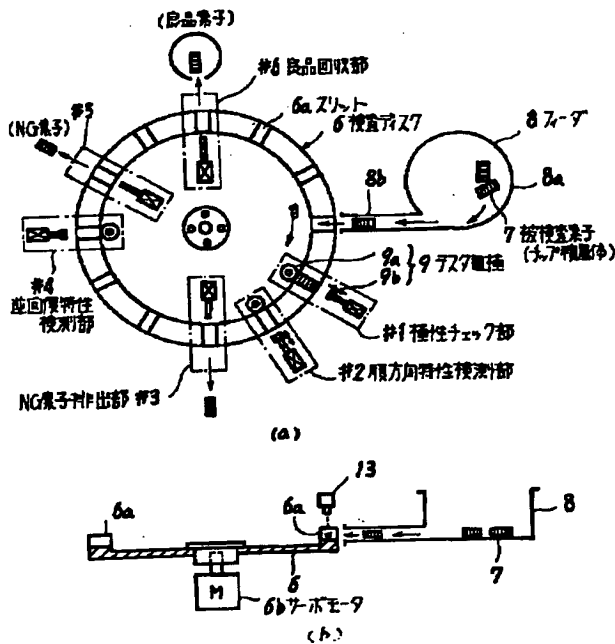 (良品素子)
#6 良品回収部
6a スリット
6 検査ディスク
#5
(NG素子)
8 フィーダ
8b
8a
7 被検査素子
(チップ積層体)
9a
9b
9 テスタ電極
#4
逆回復特性
検測部
#1 極性チェック部
#2 順方向特性検測部
NG素子排出部 #3
(a)
13
6a
6a
8
6
7
M
6b サーボモータ
(b)